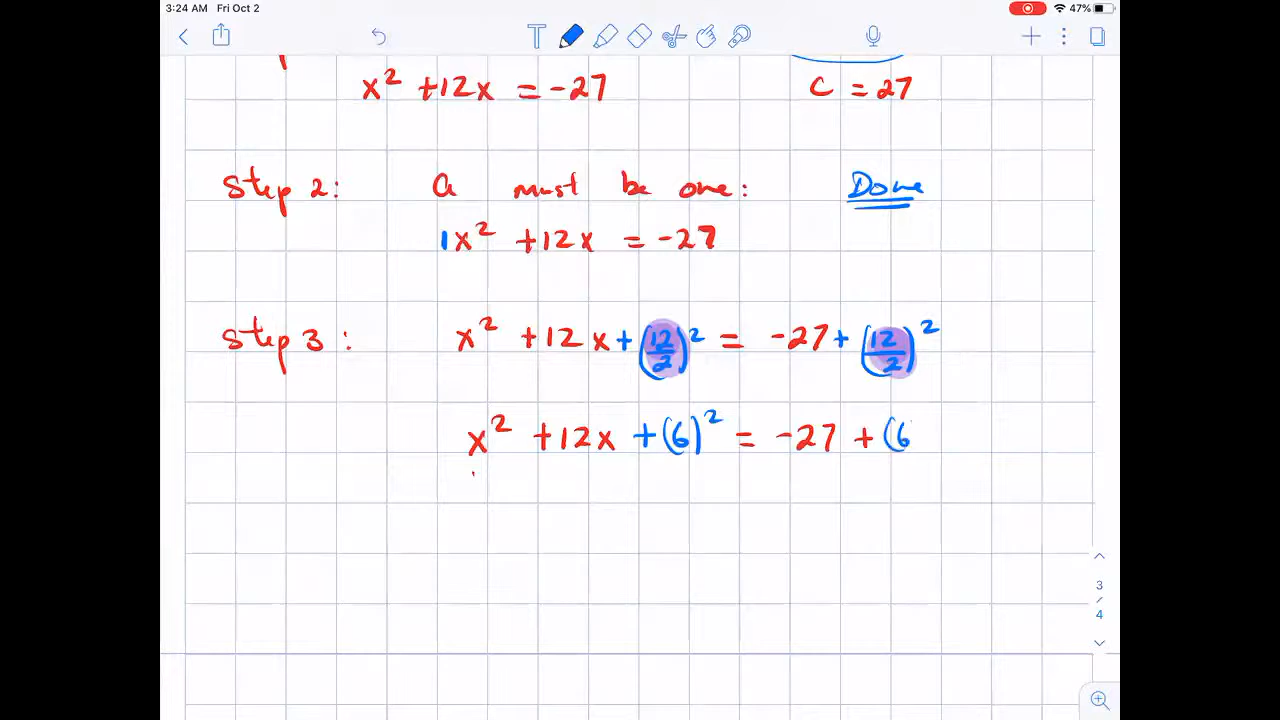 3:24 AM Fri Oct 2 47%
T
x² +12x = -27 C = 27
Step 2: a must be one: Done
1x² +12x = -27
Step 3: x² +12x + (12/2)² = -27 + (12/2)²
x² +12x + (6)² = -27 + (6
3
4